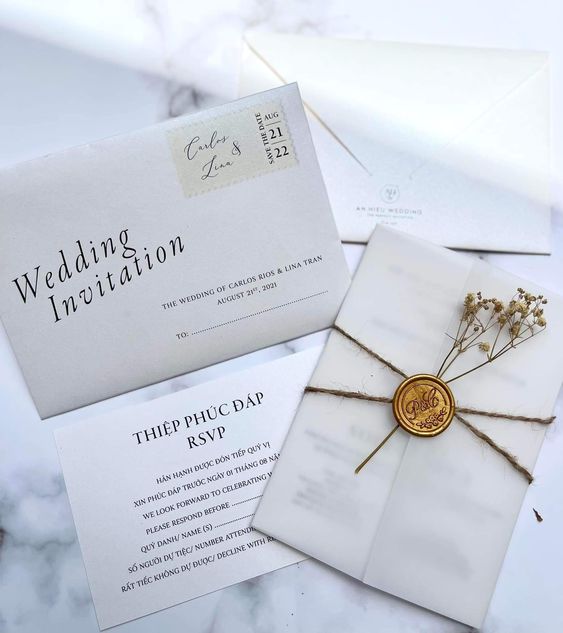 Carlos
&
Lina
SAVE THE DATE
AUG
21
22
Wedding
Invitation
THE WEDDING OF CARLOS RIOS & LINA TRAN
AUGUST 21ST, 2021
TO:
AN HIEU WEDDING
THIỆP PHÚC ĐÁP
RSVP
HÂN HẠNH ĐƯỢC ĐÓN TIẾP QUÝ VỊ
XIN PHÚC ĐÁP TRƯỚC NGÀY 01 THÁNG 08
WE LOOK FORWARD TO CELEBRATING
PLEASE RESPOND BEFORE
QUÝ DANH/ NAME (S)
SỐ NGƯỜI DỰ TIỆC/ NUMBER
RẤT TIẾC KHÔNG DỰ ĐƯỢC/ DECLINE WITH